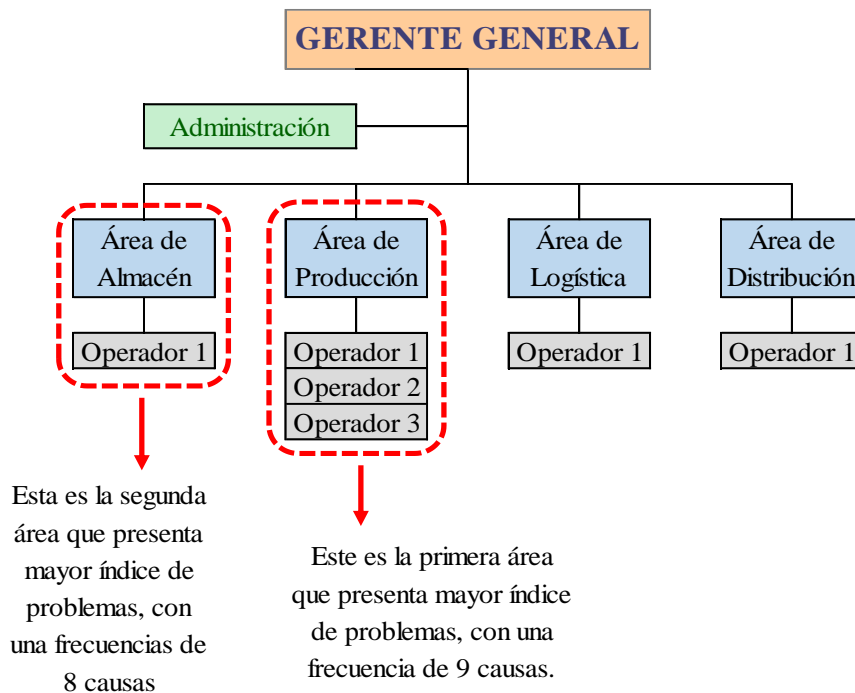 GERENTE GENERAL
Administración
Área de
Almacén
Área de
Producción
Área de
Logística
Área de
Distribución
Operador 1
Operador 1
Operador 2
Operador 3
Operador 1
Operador 1
Esta es la segunda
área que presenta
mayor índice de
problemas, con
una frecuencias de
8 causas
Este es la primera área
que presenta mayor índice
de problemas, con una
frecuencia de 9 causas.